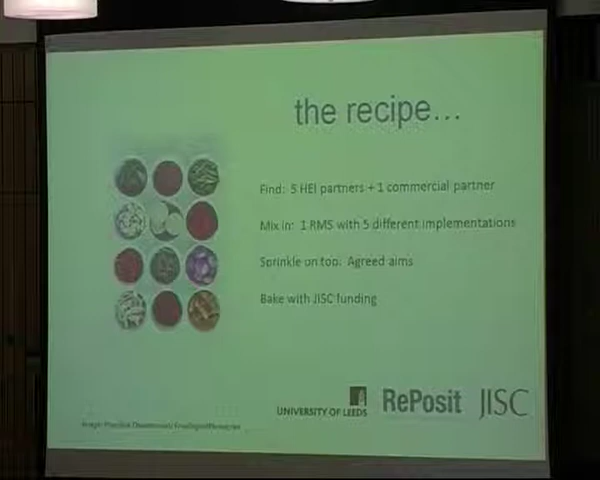 the recipe...
Find: 5 HEI partners + 1 commercial partner
Mix in: 1 RMS with 5 different implementations
Sprinkle on top: Agreed aims
Bake with JISC funding
UNIVERSITY OF LEEDS
RePosit
JISC